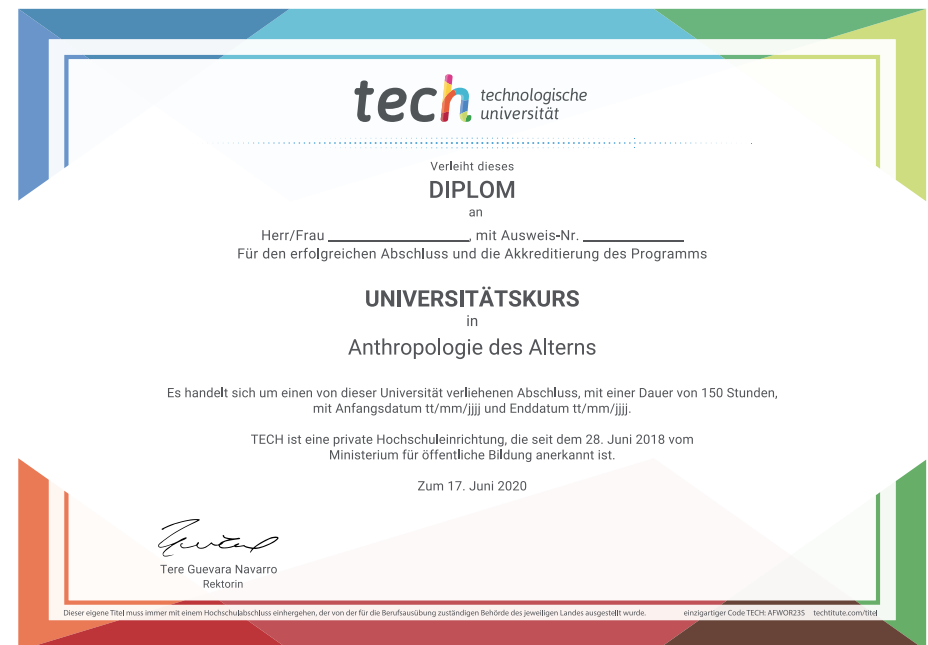 tech technologische
universität
Verleiht dieses
DIPLOM
an
Herr/Frau ____________________, mit Ausweis-Nr. ______________
Für den erfolgreichen Abschluss und die Akkreditierung des Programms
UNIVERSITÄTSKURS
in
Anthropologie des Alterns
Es handelt sich um einen von dieser Universität verliehenen Abschluss, mit einer Dauer von 150 Stunden,
mit Anfangsdatum tt/mm/jjjj und Enddatum tt/mm/jjjj.
TECH ist eine private Hochschuleinrichtung, die seit dem 28. Juni 2018 vom
Ministerium für öffentliche Bildung anerkannt ist.
Zum 17. Juni 2020
Tere Guevara Navarro
Rektorin
Dieser eigene Titel muss immer mit einem Hochschulabschluss einhergehen, der von der für die Berufsausübung zuständigen Behörde des jeweiligen Landes ausgestellt wurde. einzigartiger Code TECH: AFWOR23S techtitute.com/titel